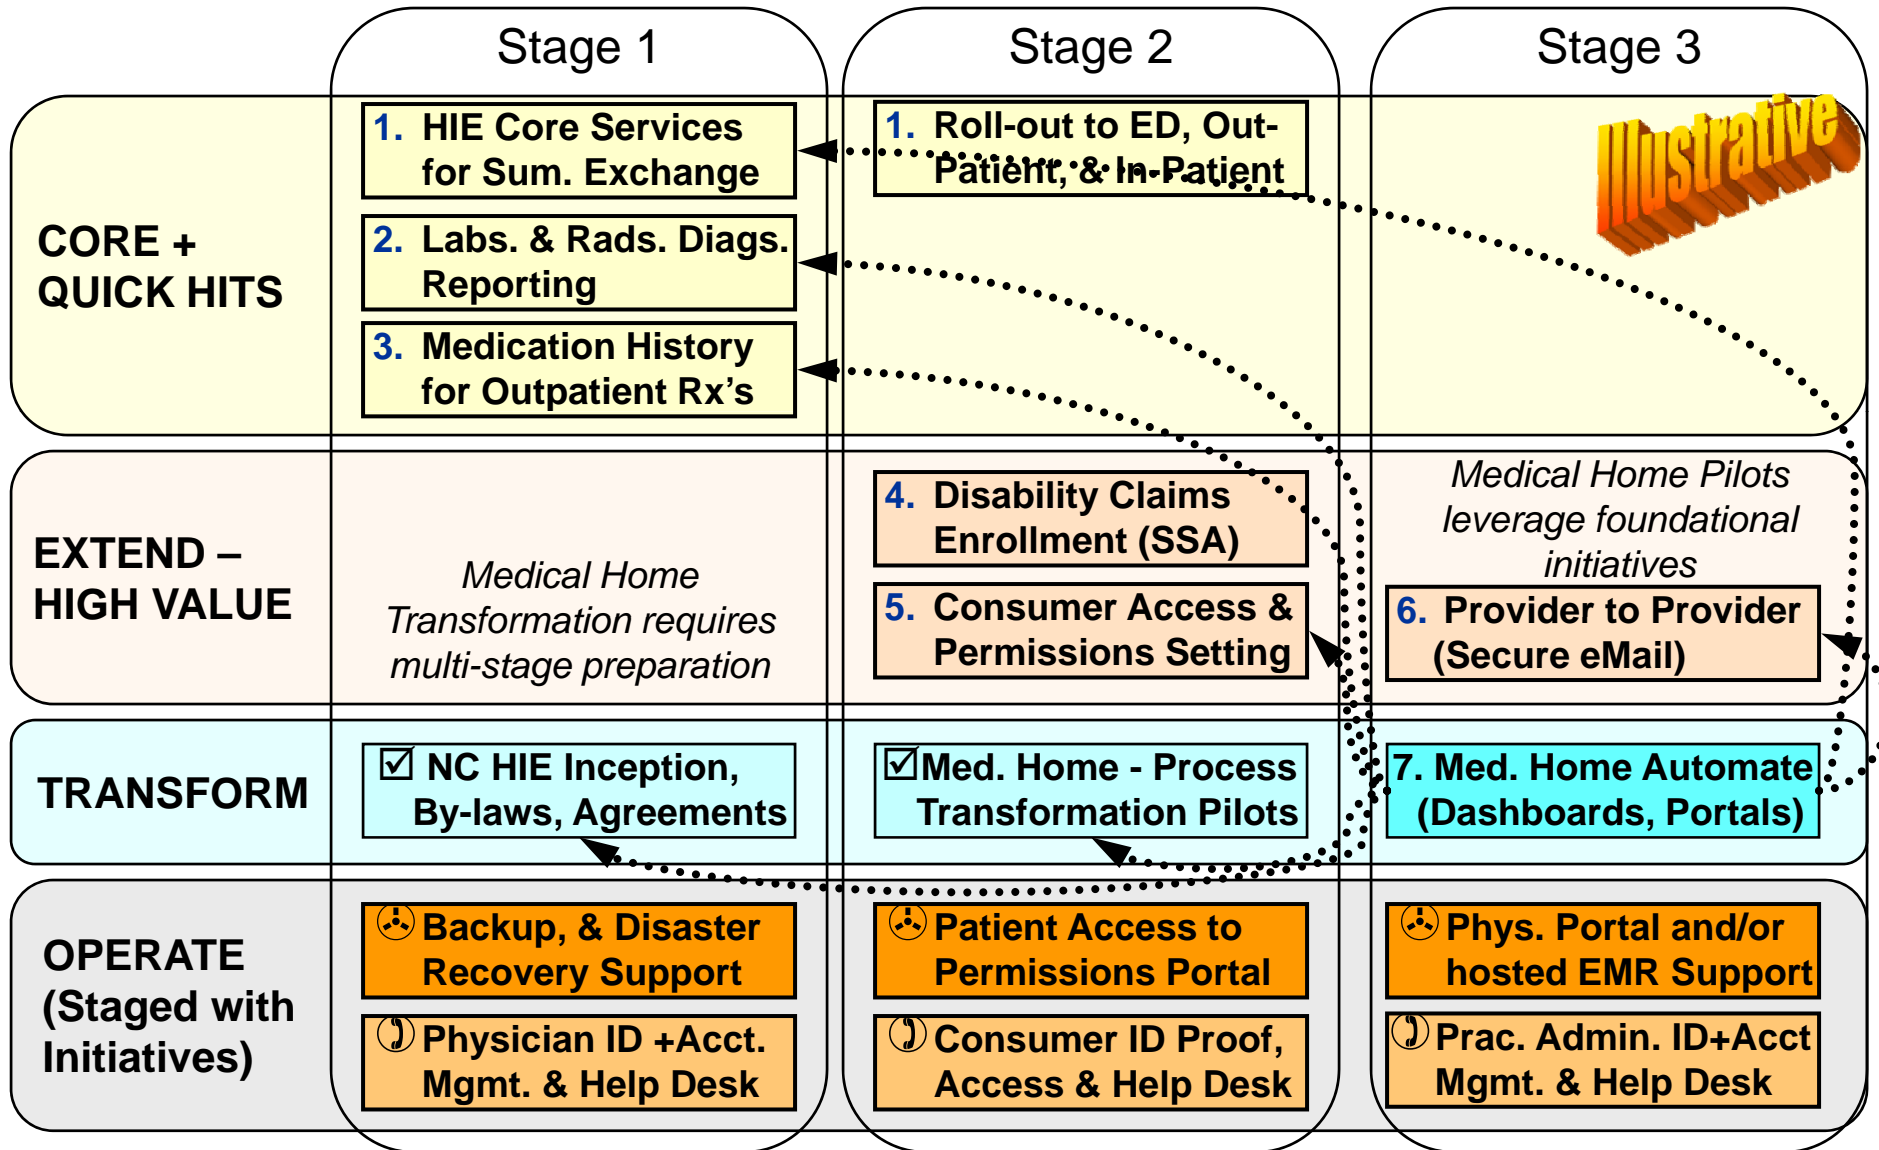 Stage 1
Stage 2
Stage 3
Illustrative
CORE +
QUICK HITS
1. HIE Core Services
for Sum. Exchange
2. Labs. & Rads. Diags.
Reporting
3. Medication History
for Outpatient Rx’s
1. Roll-out to ED, Out-
Patient, & In-Patient
EXTEND –
HIGH VALUE
Medical Home
Transformation requires
multi-stage preparation
4. Disability Claims
Enrollment (SSA)
5. Consumer Access &
Permissions Setting
Medical Home Pilots
leverage foundational
initiatives
6. Provider to Provider
(Secure eMail)
TRANSFORM
☑ NC HIE Inception,
By-laws, Agreements
☑ Med. Home - Process
Transformation Pilots
7. Med. Home Automate
(Dashboards, Portals)
OPERATE
(Staged with
Initiatives)
Backup, & Disaster
Recovery Support
Physician ID +Acct.
Mgmt. & Help Desk
Patient Access to
Permissions Portal
Consumer ID Proof,
Access & Help Desk
Phys. Portal and/or
hosted EMR Support
Prac. Admin. ID+Acct
Mgmt. & Help Desk